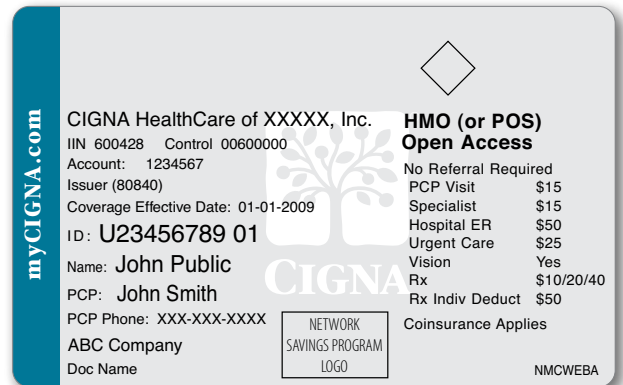 myCIGNA.com
CIGNA HealthCare of XXXXX, Inc.
IIN 600428 Control 00600000
Account: 1234567
Issuer (80840)
Coverage Effective Date: 01-01-2009
ID: U23456789 01
Name: John Public
PCP: John Smith
PCP Phone: XXX-XXX-XXXX
ABC Company
Doc Name
CIGNA
NETWORK
SAVINGS PROGRAM
LOGO
HMO (or POS)
Open Access
No Referral Required
PCP Visit $15
Specialist $15
Hospital ER $50
Urgent Care $25
Vision Yes
Rx $10/20/40
Rx Indiv Deduct $50
Coinsurance Applies
NMCWEBA